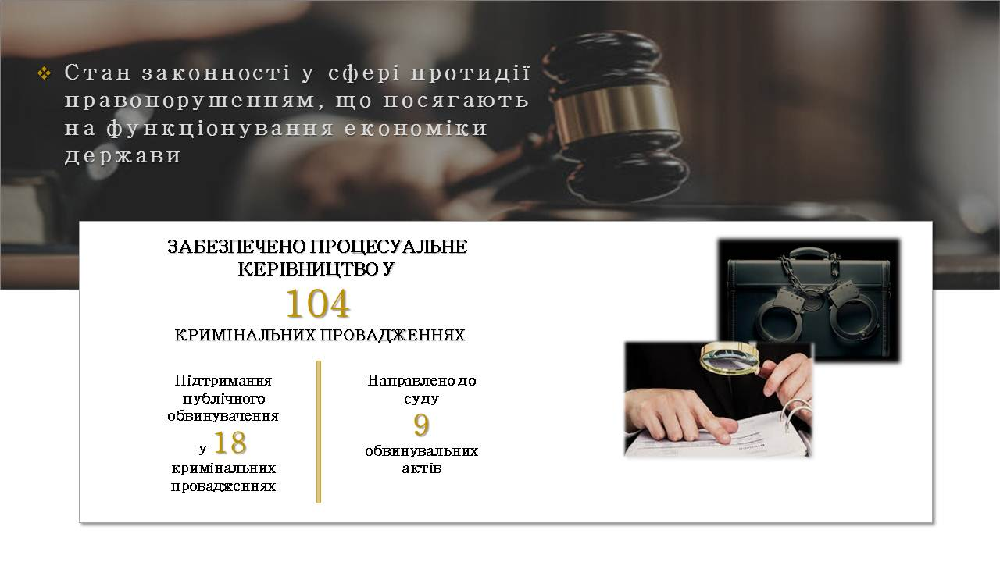 Стан законності у сфері протидії
правопорушенням, що посягають
на функціонування економіки
держави
ЗАБЕЗПЕЧЕНО ПРОЦЕСУАЛЬНЕ
КЕРІВНИЦТВО У
104
КРИМІНАЛЬНИХ ПРОВАДЖЕННЯХ
Підтримання
публічного
обвинувачення
у 18
кримінальних
провадженнях
Направлено до
суду
9
обвинувальних
актів